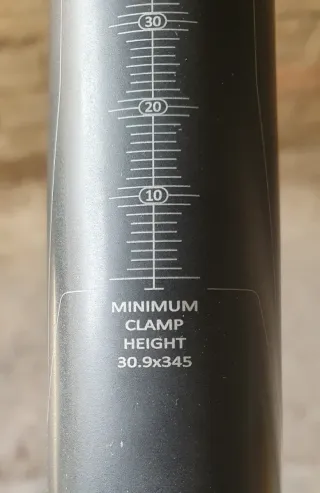 30
20
10
MINIMUM
CLAMP
HEIGHT
30.9x345